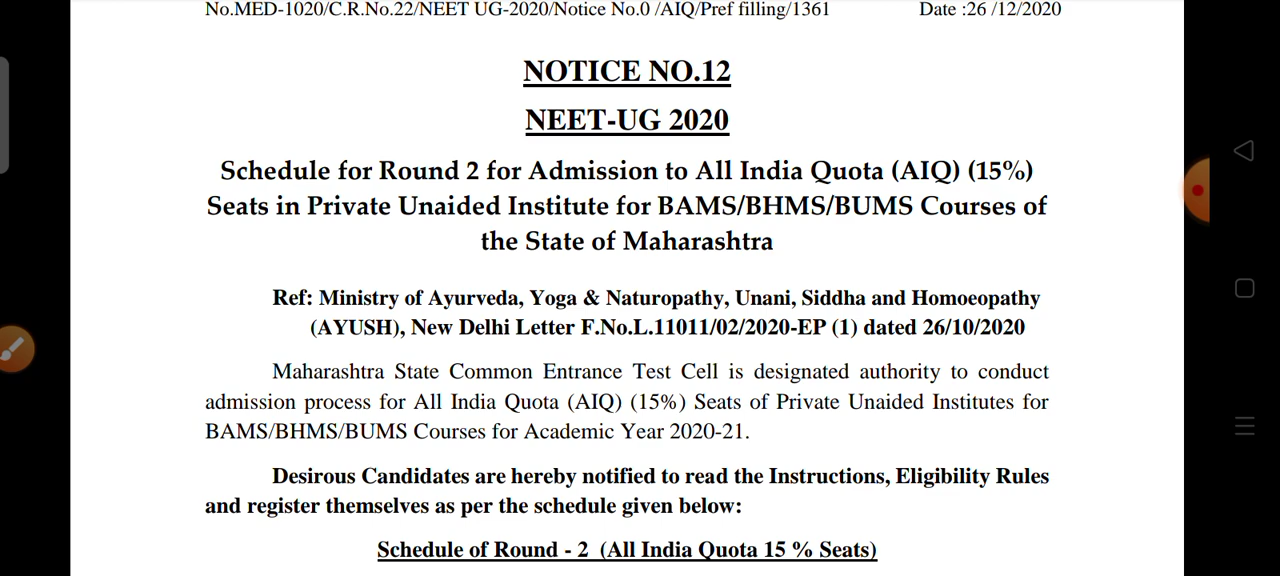 No.MED-1020/C.R.No.22/NEET UG-2020/Notice No.0 /AIQ/Pref filling/1361 Date :26 /12/2020
NOTICE NO.12
NEET-UG 2020
Schedule for Round 2 for Admission to All India Quota (AIQ) (15%)
Seats in Private Unaided Institute for BAMS/BHMS/BUMS Courses of
the State of Maharashtra
Ref: Ministry of Ayurveda, Yoga & Naturopathy, Unani, Siddha and Homoeopathy
(AYUSH), New Delhi Letter F.No.L.11011/02/2020-EP (1) dated 26/10/2020
Maharashtra State Common Entrance Test Cell is designated authority to conduct
admission process for All India Quota (AIQ) (15%) Seats of Private Unaided Institutes for
BAMS/BHMS/BUMS Courses for Academic Year 2020-21.
Desirous Candidates are hereby notified to read the Instructions, Eligibility Rules
and register themselves as per the schedule given below:
Schedule of Round - 2 (All India Quota 15 % Seats)